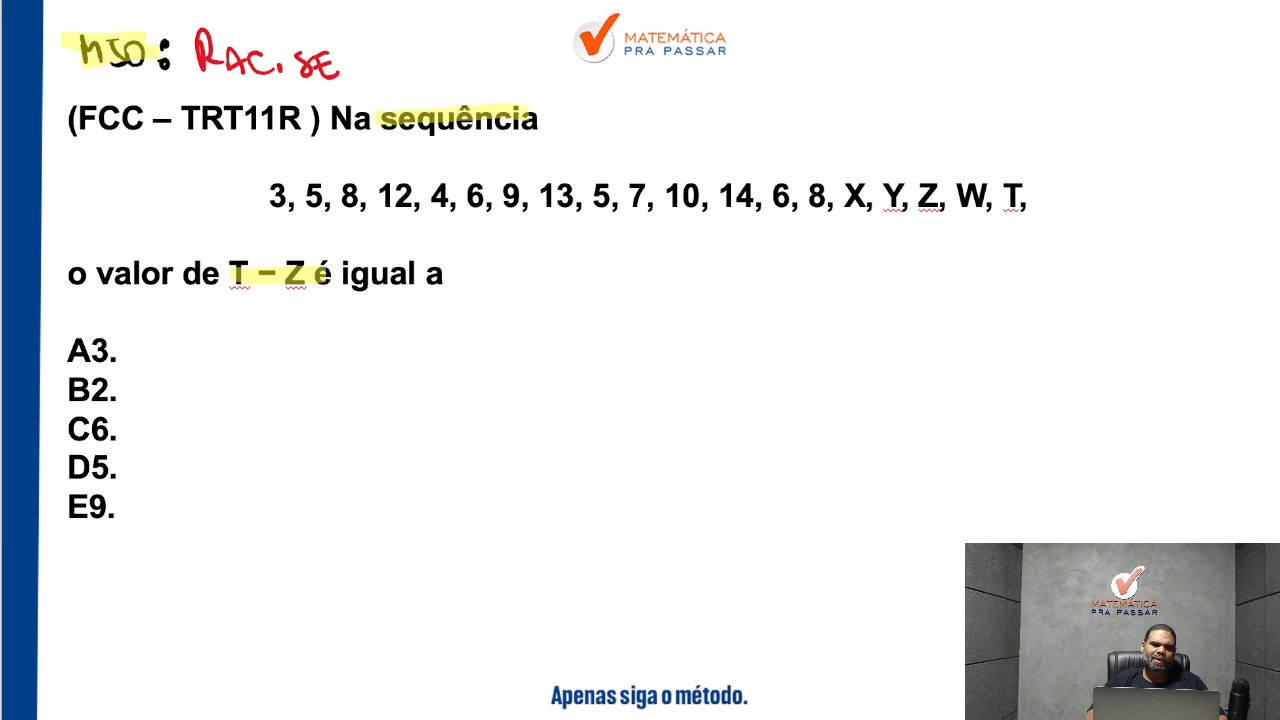 MJO: RAC. SE
MATEMÁTICA
PRA PASSAR
(FCC – TRT11R ) Na sequência
3, 5, 8, 12, 4, 6, 9, 13, 5, 7, 10, 14, 6, 8, X, Y, Z, W, T,
o valor de T − Z é igual a
A3.
B2.
C6.
D5.
E9.
MATEMÁTICA
PRA PASSAR
Apenas siga o método.